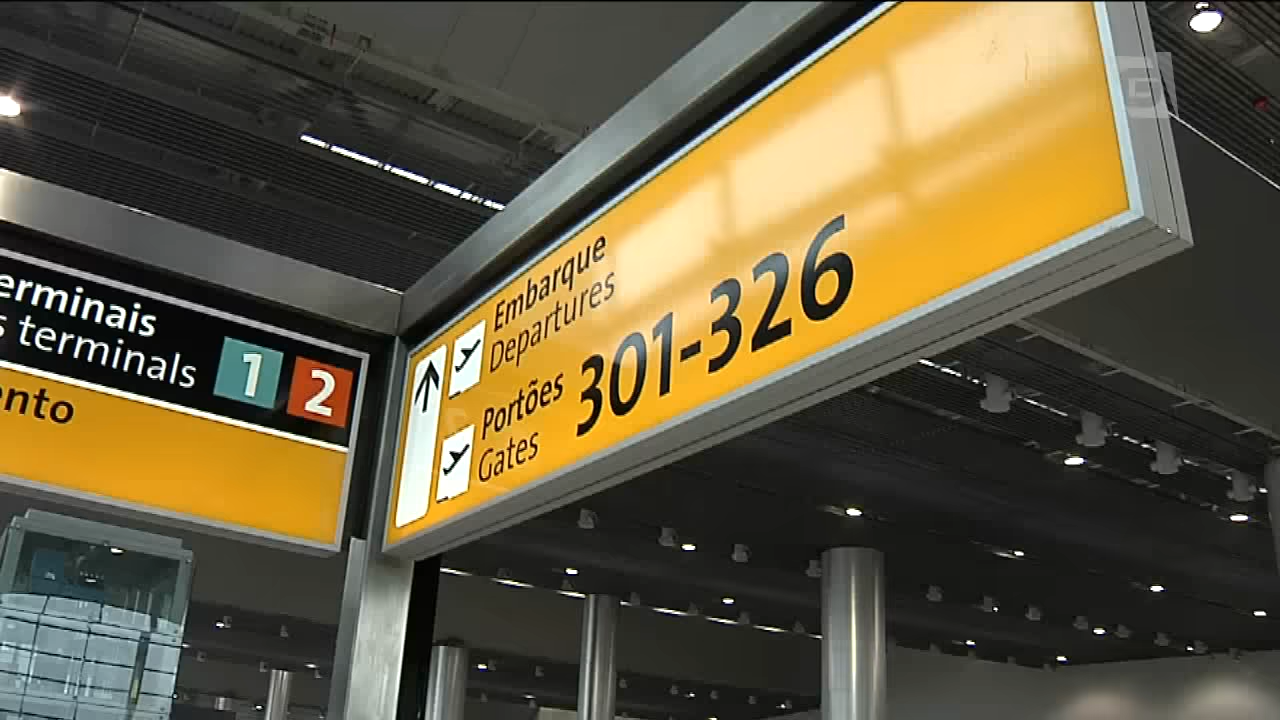 erminais
s terminals
1 2
ento
Embarque
Departures
Portões
Gates
301-326